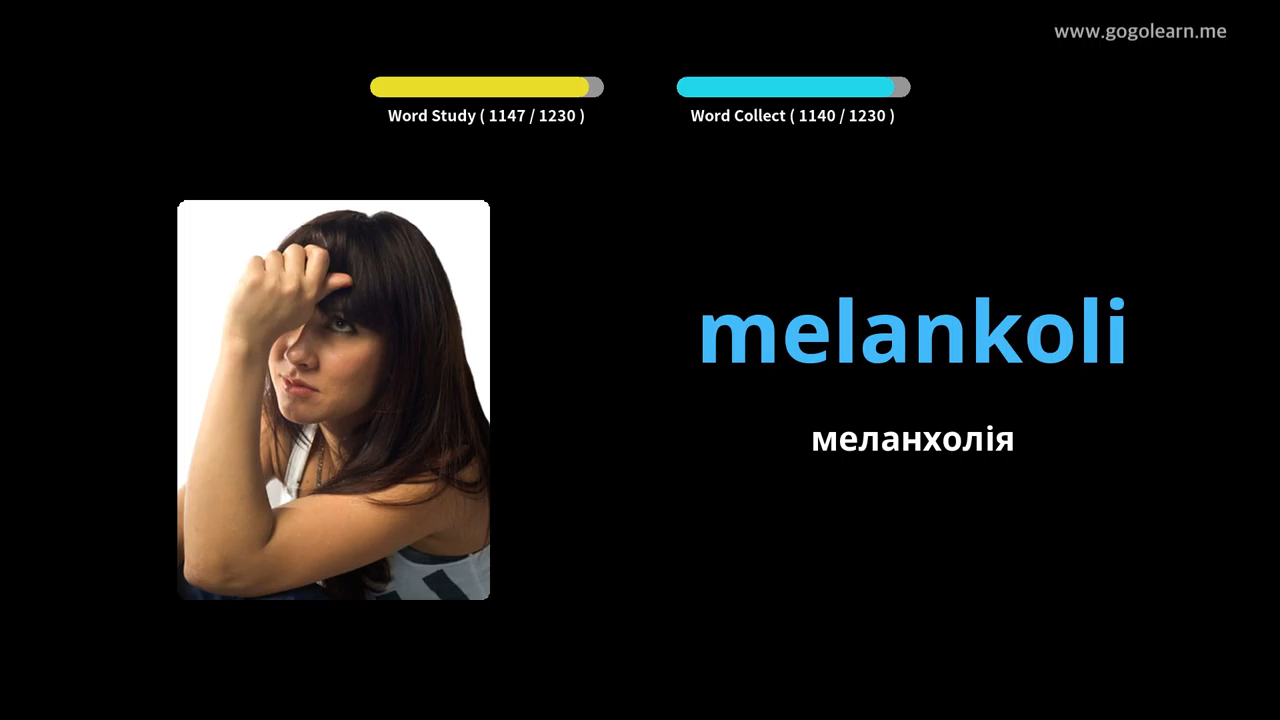 www.gogolearn.me
Word Study ( 1147 / 1230 )
Word Collect ( 1140 / 1230 )
melankoli
меланхолія